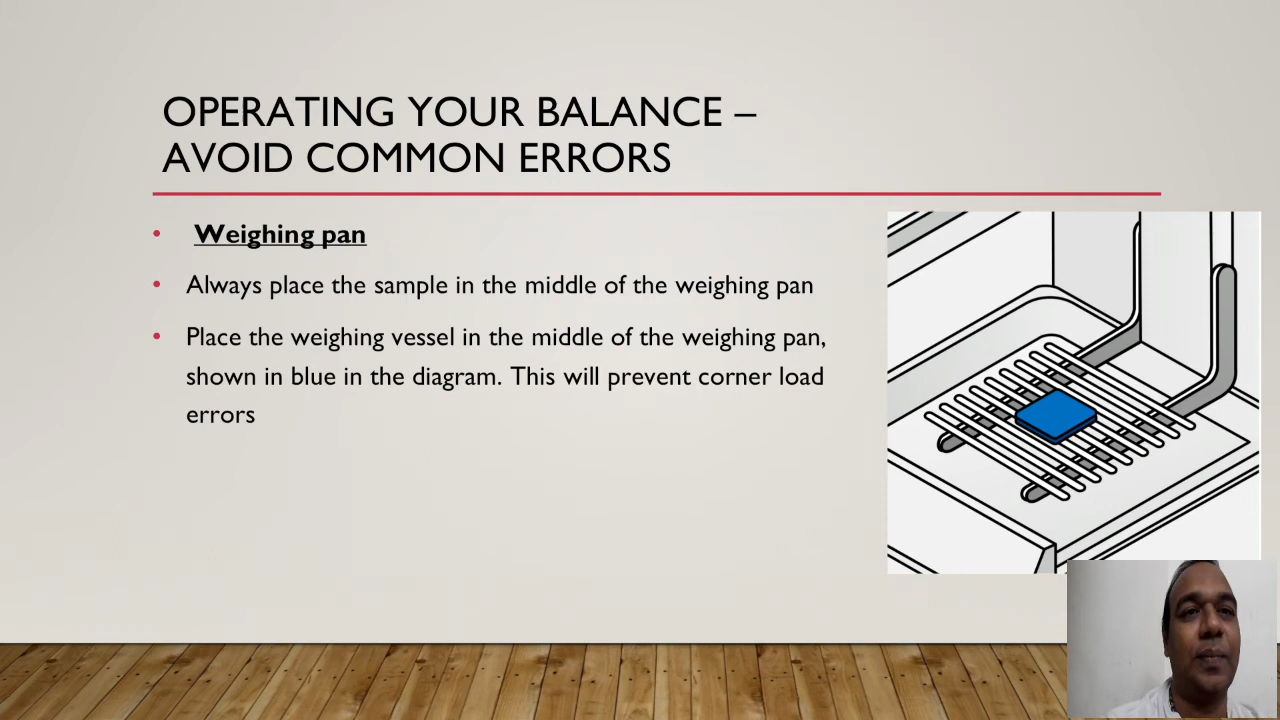 OPERATING YOUR BALANCE –
AVOID COMMON ERRORS
• Weighing pan
• Always place the sample in the middle of the weighing pan
• Place the weighing vessel in the middle of the weighing pan,
shown in blue in the diagram. This will prevent corner load
errors